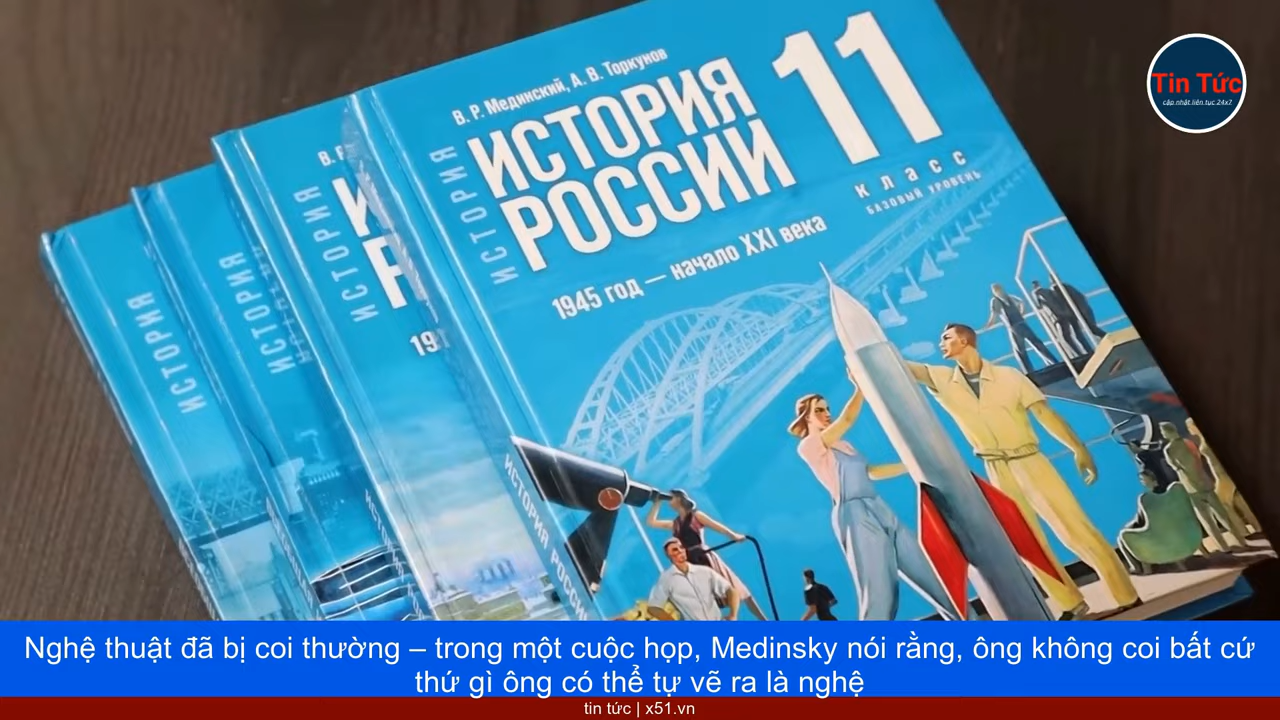 В. Р. Мединский, А. В. Торкунов
ИСТОРИЯ
РОССИИ
11
класс
БАЗОВЫЙ УРОВЕНЬ
1945 год — начало XXI века
ИСТОРИЯ
ИСТОРИЯ
ИСТОРИЯ
ИСТОРИЯ
ИСТОРИЯ РОССИИ
Tin Tức
cập nhật liên tục 24x7
Nghệ thuật đã bị coi thường – trong một cuộc họp, Medinsky nói rằng, ông không coi bất cứ
thứ gì ông có thể tự vẽ ra là nghệ
tin tức | x51.vn